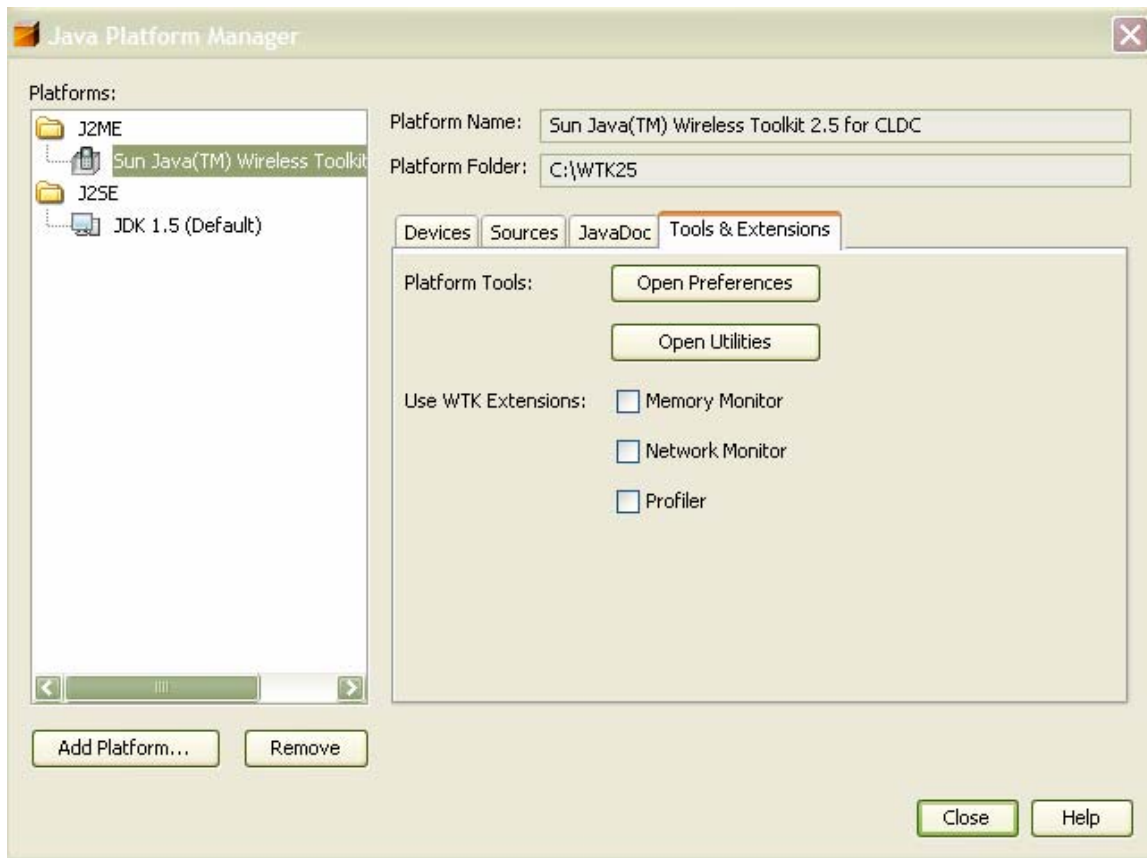 Java Platform Manager
Platforms:
J2ME
Sun Java(TM) Wireless Toolkit
J2SE
JDK 1.5 (Default)
Platform Name: Sun Java(TM) Wireless Toolkit 2.5 for CLDC
Platform Folder: C:\WTK25
Devices Sources JavaDoc Tools & Extensions
Platform Tools: Open Preferences
Open Utilities
Use WTK Extensions: Memory Monitor
Network Monitor
Profiler
Add Platform... Remove
Close Help